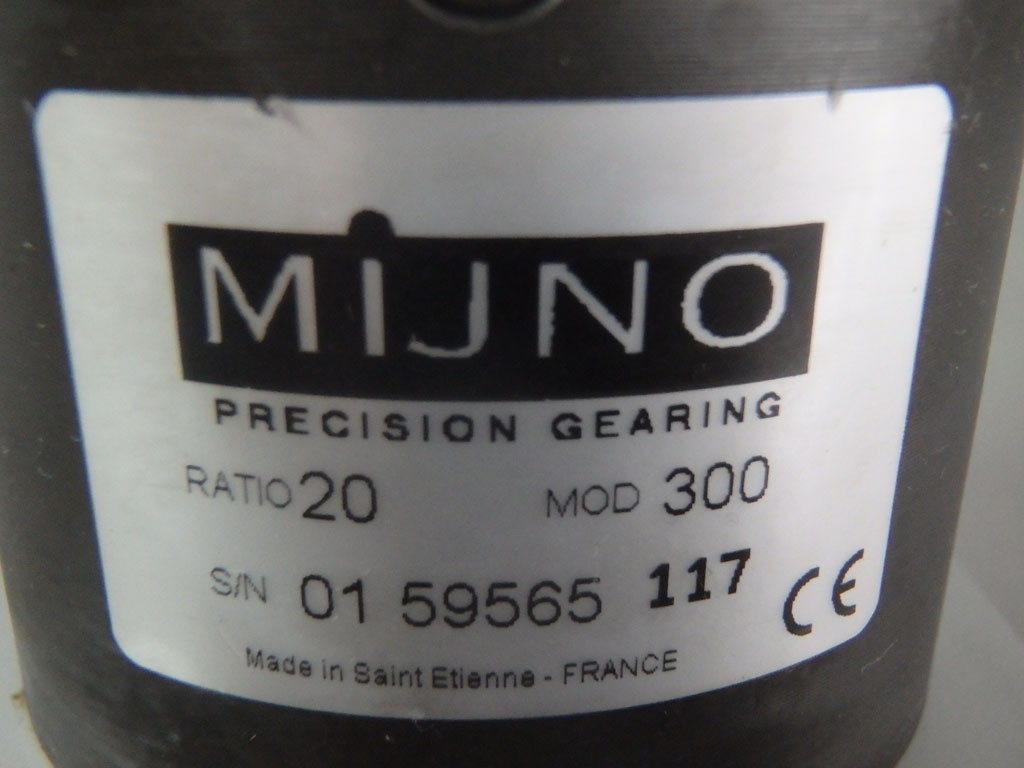 MiJNO
PRECISION GEARING
RATIO 20 MOD 300
S/N 01 59565 117 CE
Made in Saint Etienne - FRANCE